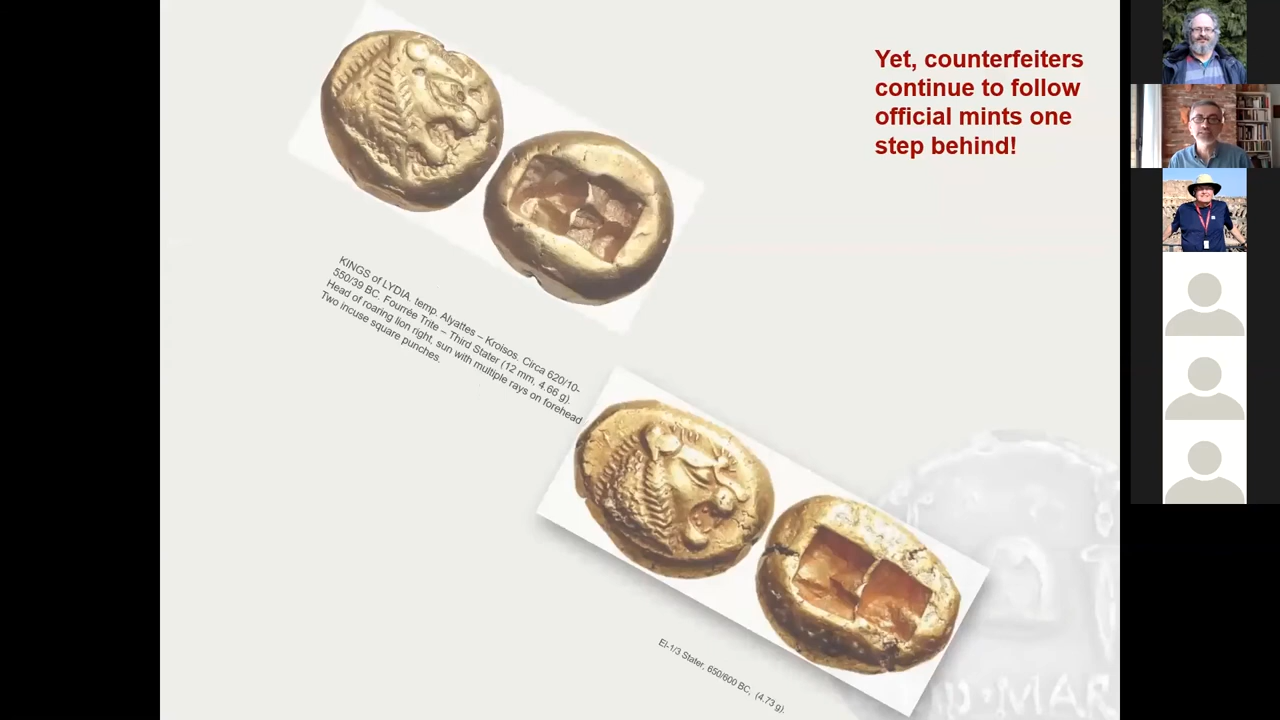 Yet, counterfeiters
continue to follow
official mints one
step behind!
KINGS of LYDIA. temp. Alyattes – Kroisos. Circa 620/10-
550/39 BC. Fourrée Trite – Third Stater (12 mm, 4.66 g).
Head of roaring lion right, sun with multiple rays on forehead
Two incuse square punches.
El-1/3 Stater, 650/600 BC, (4.73 g).
MAR